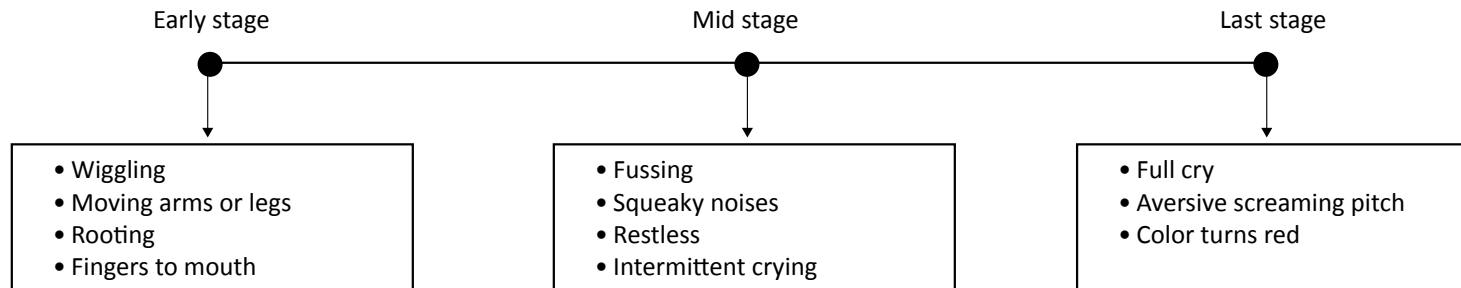 Early stage
Mid stage
Last stage
• Wiggling
• Moving arms or legs
• Rooting
• Fingers to mouth
• Fussing
• Squeaky noises
• Restless
• Intermittent crying
• Full cry
• Aversive screaming pitch
• Color turns red